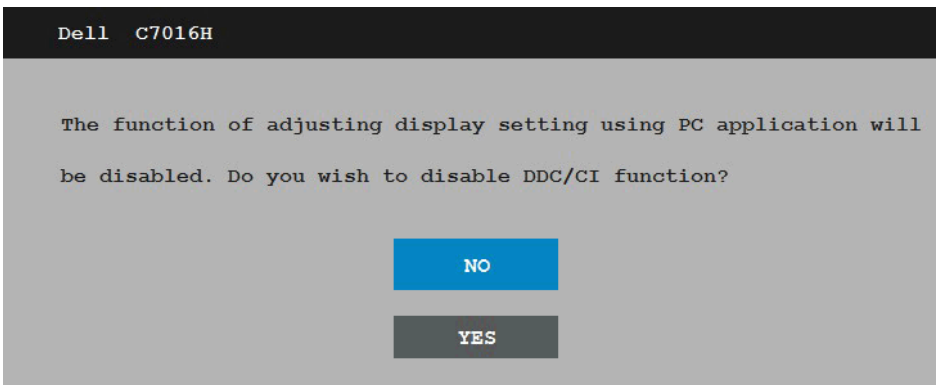 Dell C7016H
The function of adjusting display setting using PC application will
be disabled. Do you wish to disable DDC/CI function?
NO
YES